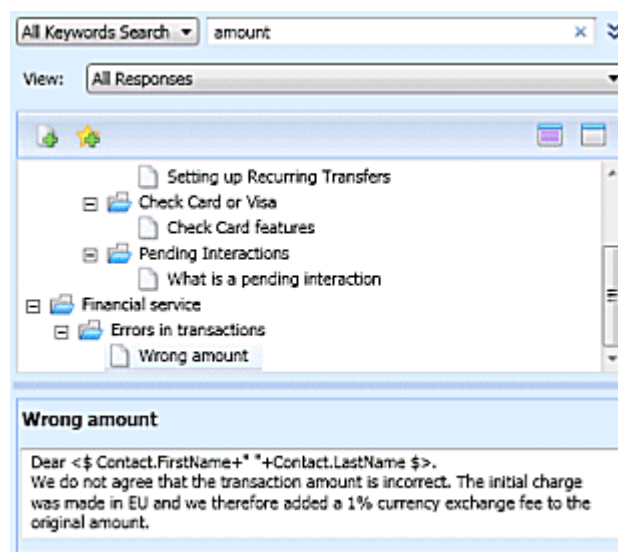 All Keywords Search amount
View: All Responses
Setting up Recurring Transfers
Check Card or Visa
Check Card features
Pending Interactions
What is a pending interaction
Financial service
Errors in transactions
Wrong amount
Wrong amount
Dear <$ Contact.FirstName+" "+Contact.LastName $>.
We do not agree that the transaction amount is incorrect. The initial charge
was made in EU and we therefore added a 1% currency exchange fee to the
original amount.